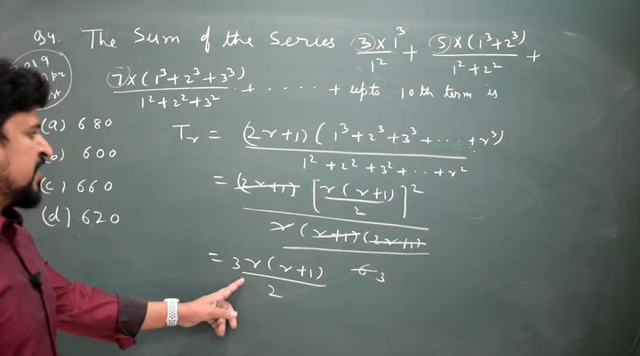 Q4. The Sum of the Series 3 × 1³ / 1² + 5 × (1³ + 2³) / 1² + 2² +
7 × (1³ + 2³ + 3³) / 1² + 2² + 3² + ..... + upto 10th term is
(a) 680
) 600
(c) 660
(d) 620
Tr = (2r+1) (1³ + 2³ + 3³ + ... + r³) / 1² + 2² + 3² + ... + r²
= (2r+1) [r(r+1) / 2]² / r (r+1) (2r+1) / 6 3
= 3 r (r+1) / 2